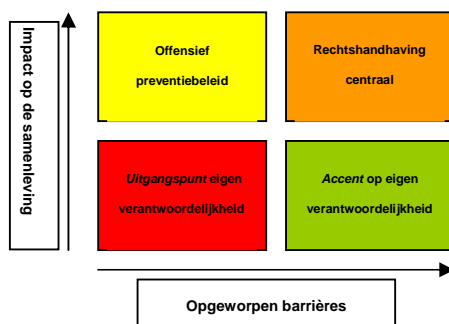 Impact op de samenleving
Offensief
preventiebeleid
Rechtshandhaving
centraal
Uitgangspunt eigen
verantwoordelijkheid
Accent op eigen
verantwoordelijkheid
Opgeworpen barrières